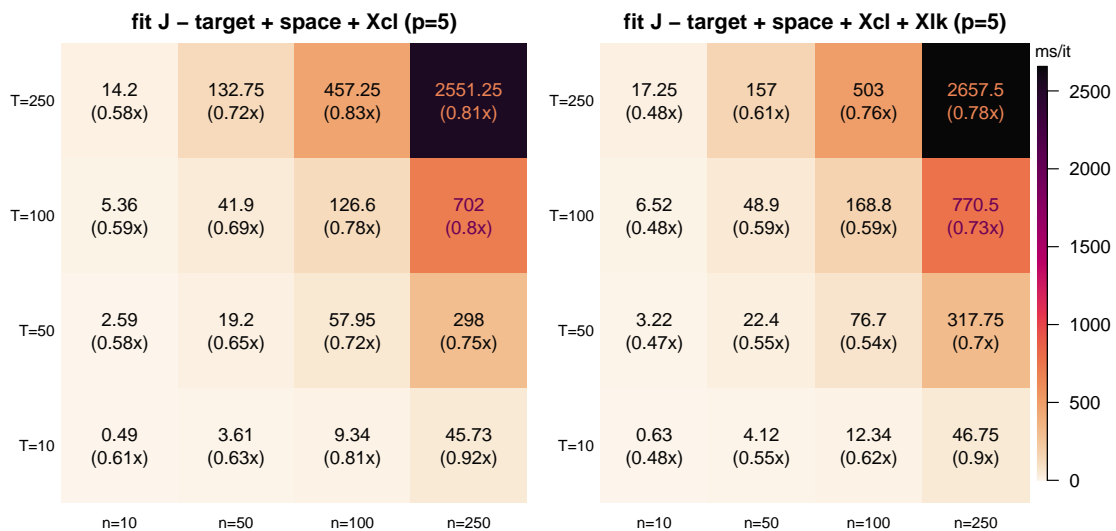 fit J − target + space + Xcl (p=5)
T=250
14.2
(0.58x)
132.75
(0.72x)
457.25
(0.83x)
2551.25
(0.81x)
T=100
5.36
(0.59x)
41.9
(0.69x)
126.6
(0.78x)
702
(0.8x)
T=50
2.59
(0.58x)
19.2
(0.65x)
57.95
(0.72x)
298
(0.75x)
T=10
0.49
(0.61x)
3.61
(0.63x)
9.34
(0.81x)
45.73
(0.92x)
n=10
n=50
n=100
n=250
fit J − target + space + Xcl + Xlk (p=5)
T=250
17.25
(0.48x)
157
(0.61x)
503
(0.76x)
2657.5
(0.78x)
T=100
6.52
(0.48x)
48.9
(0.59x)
168.8
(0.59x)
770.5
(0.73x)
T=50
3.22
(0.47x)
22.4
(0.55x)
76.7
(0.54x)
317.75
(0.7x)
T=10
0.63
(0.48x)
4.12
(0.55x)
12.34
(0.62x)
46.75
(0.9x)
n=10
n=50
n=100
n=250
ms/it
2500
2000
1500
1000
500
0